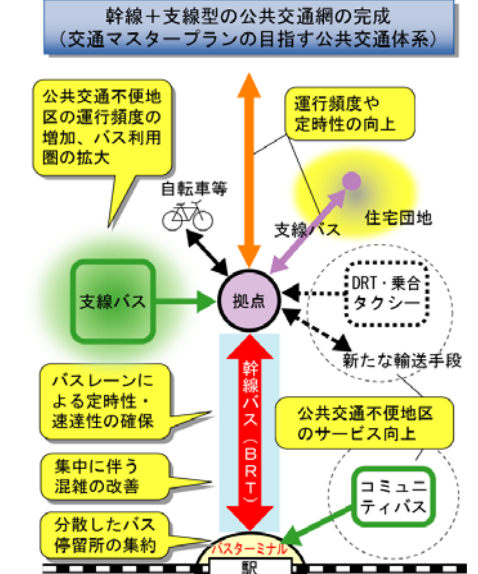 幹線＋支線型の公共交通網の完成
（交通マスタープランの目指す公共交通体系）
公共交通不便地
区の運行頻度の
増加、バス利用
圏の拡大
運行頻度や
定時性の向上
自転車等
支線バス
住宅団地
支線バス
拠点
DRT・乗合
タクシー
新たな輸送手段
バスレーンに
よる定時性・
速達性の確保
幹線バス（BRT）
公共交通不便地区
のサービス向上
集中に伴う
混雑の改善
コミュニ
ティバス
分散したバス
停留所の集約
バスターミナル
駅